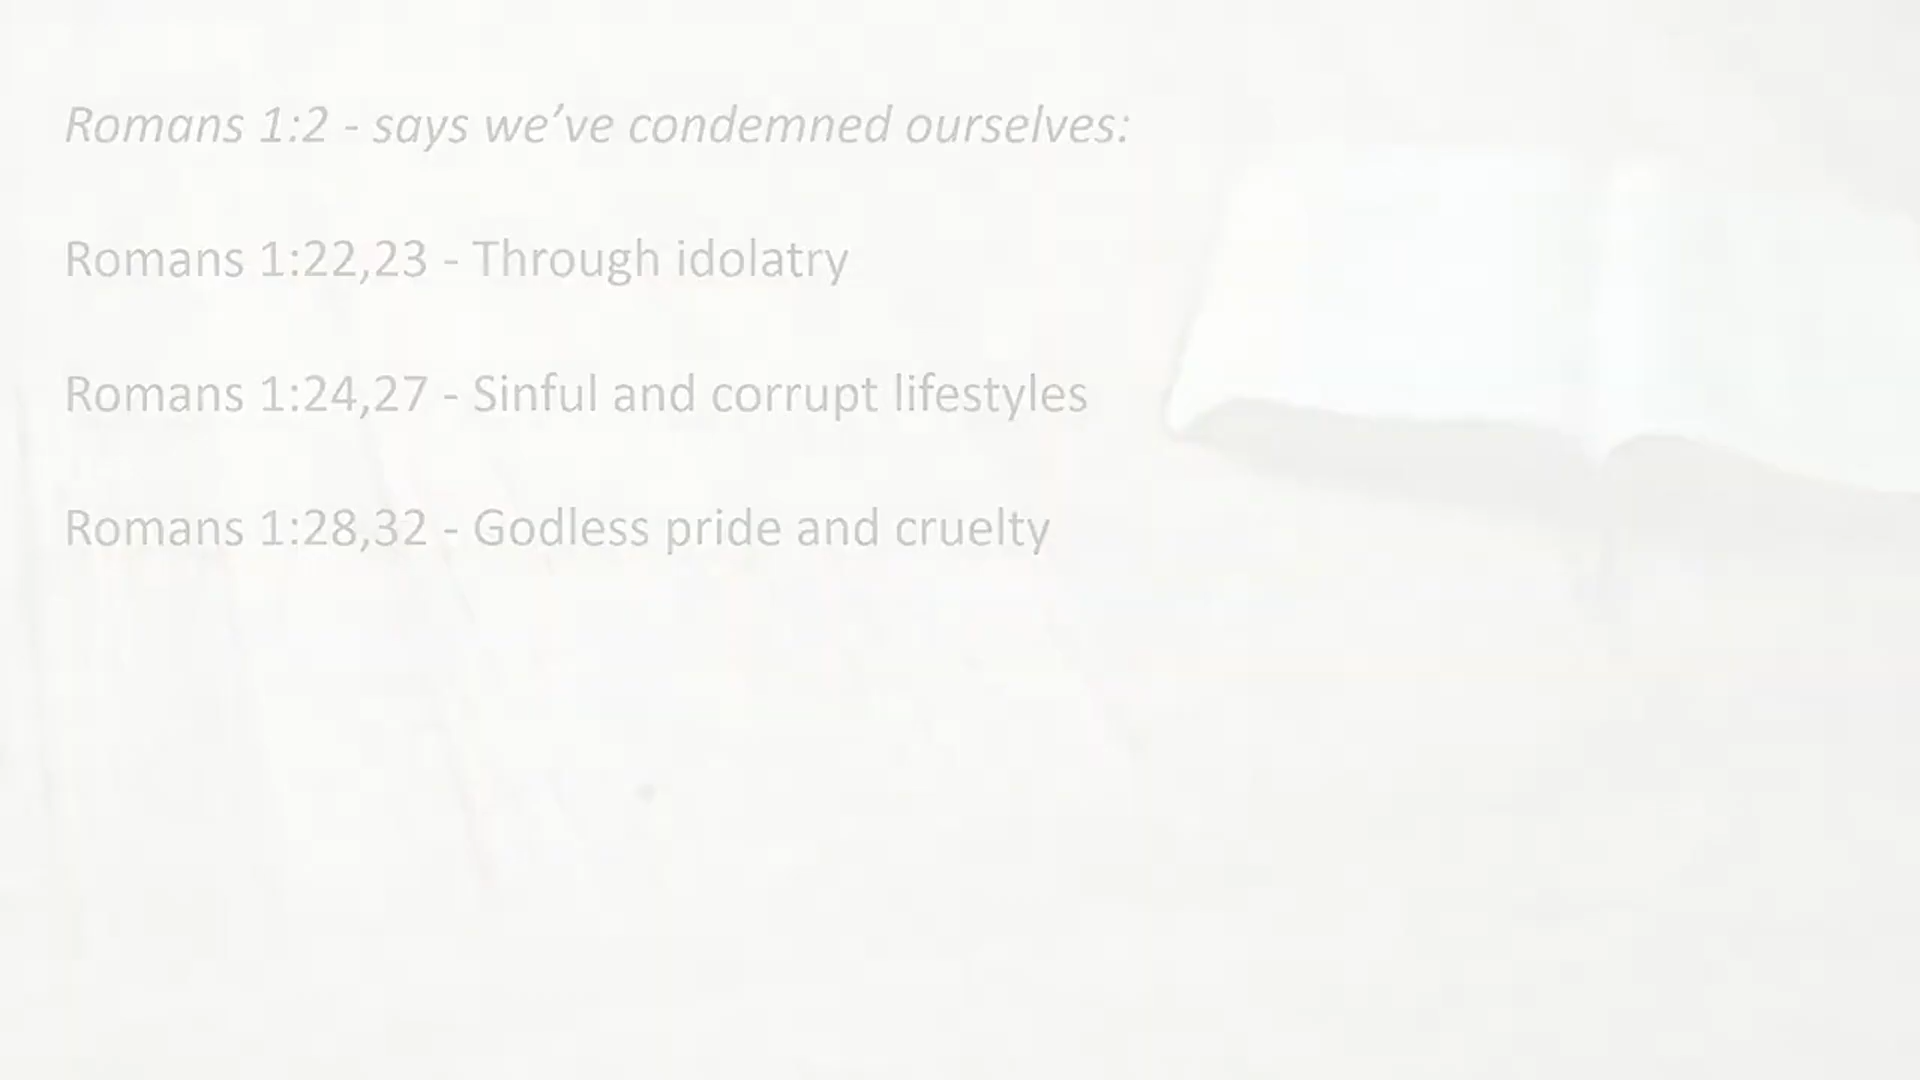 Romans 1:2 - says we’ve condemned ourselves:
Romans 1:22,23 - Through idolatry
Romans 1:24,27 - Sinful and corrupt lifestyles
Romans 1:28,32 - Godless pride and cruelty